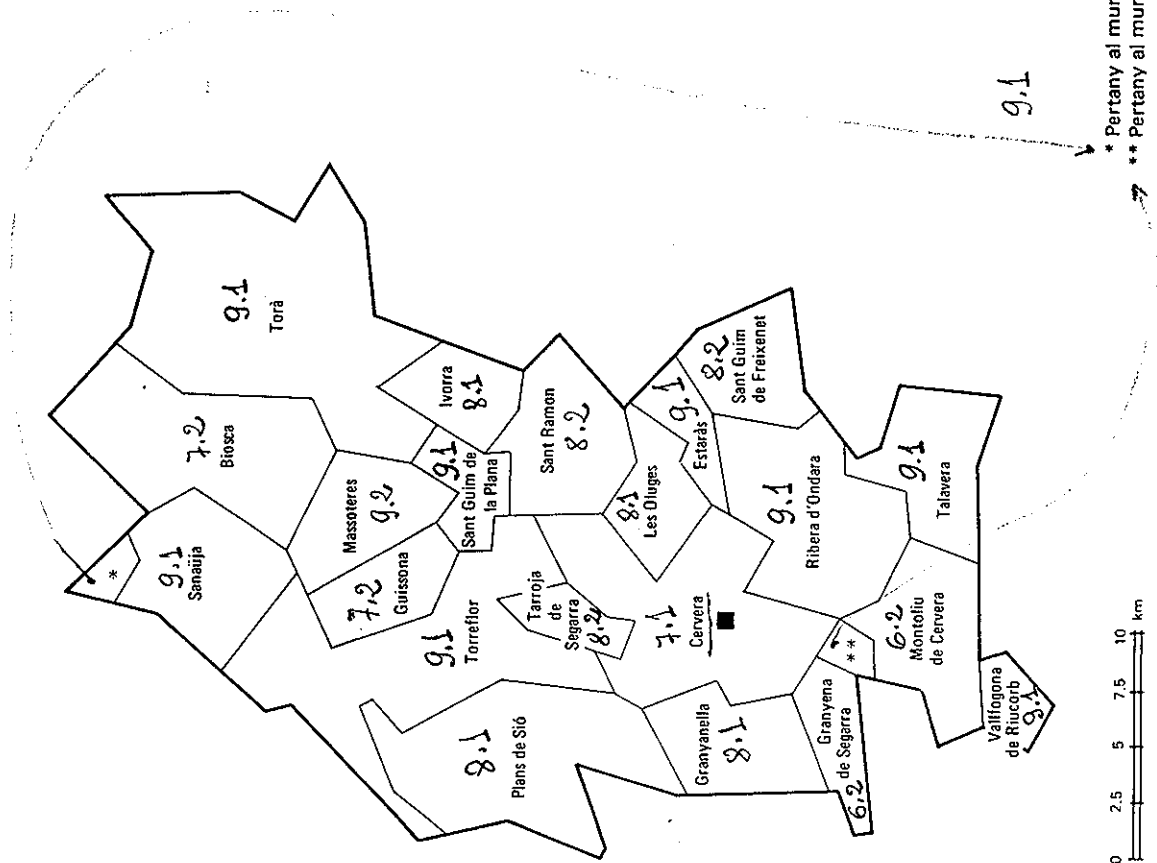 9.1
* Pertany al mun
** Pertany al mun
9.1
Torà
7.2
Biosca
*
9.1
Sanaüja
Ivorra
8.1
Massoteres
9.2
9.1
Sant Guim de
la Plana
7.2
Guissona
Sant Ramon
8.2
9.1
Torreflor
Tarroja
de
Segarra
8.2
8.1
Les Oluges
Estaràs
9.1
8.2
Sant Guim
de Freixenet
8.1
Plans de Sió
7.1
Cervera
9.1
Ribera d'Ondara
Granyanella
8.1
9.1
Talavera
**
Granyena
de Segarra
6.2
6.2
Montoliu
de Cervera
Vallfogona
de Riucorb
9.1
0 2.5 5 7.5 10 km